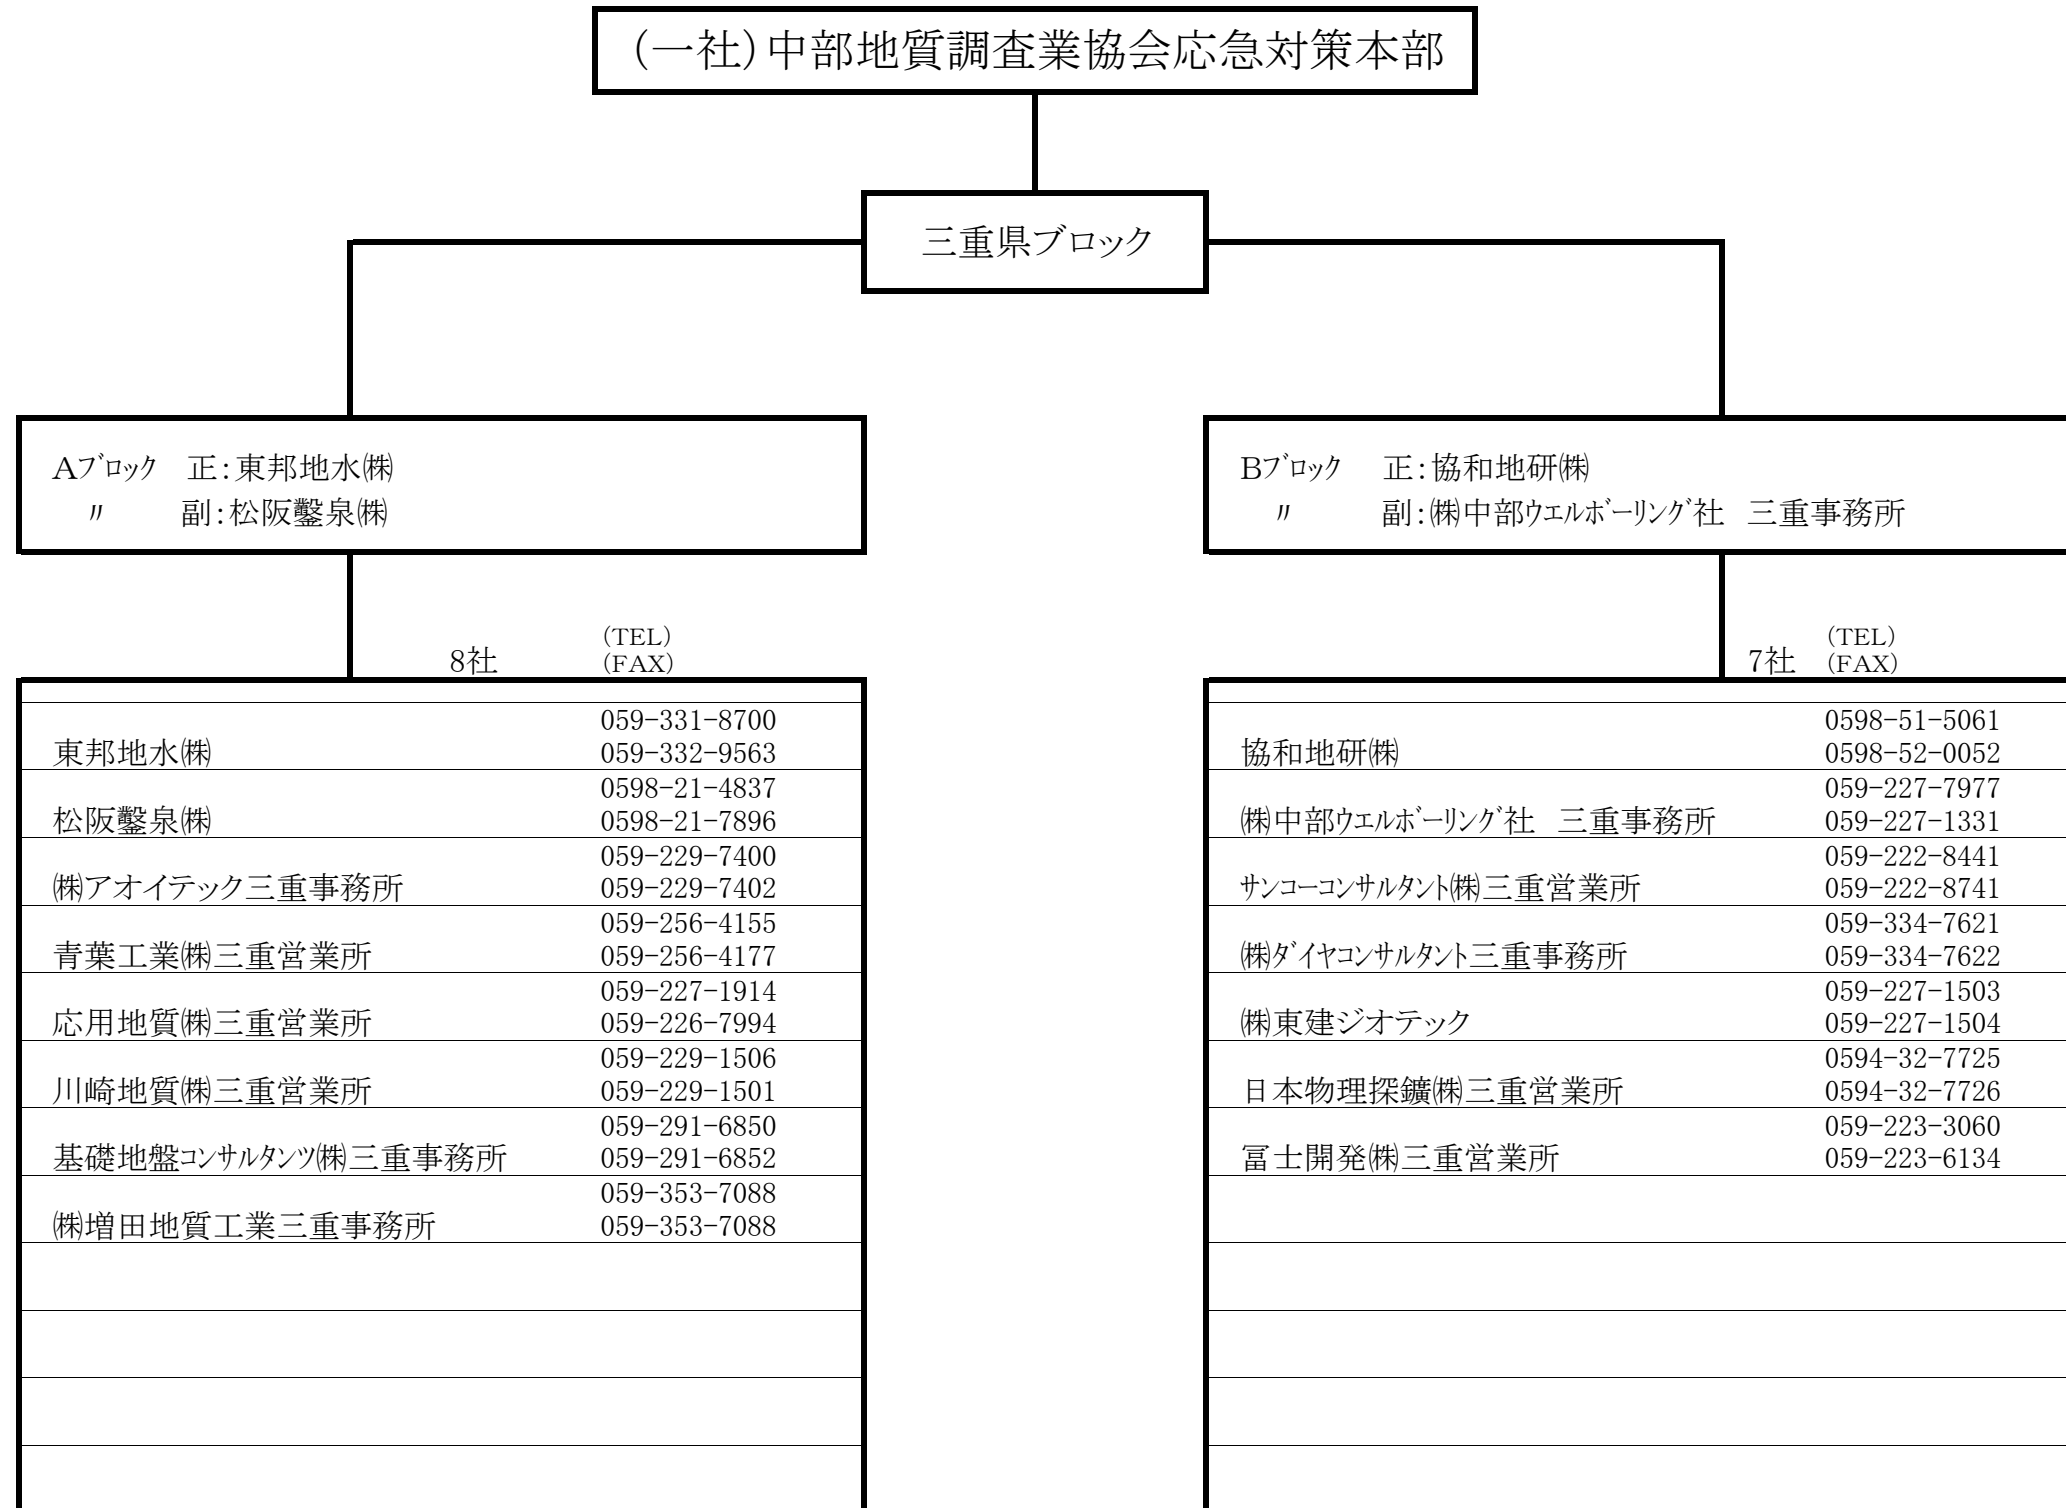 (一社)中部地質調査業協会応急対策本部
三重県ブロック
Aﾌﾞﾛｯｸ 正:東邦地水㈱
〃 副:松阪鑿泉㈱
8社
(TEL)
(FAX)
059-331-8700
東邦地水㈱ 059-332-9563
0598-21-4837
松阪鑿泉㈱ 0598-21-7896
059-229-7400
㈱アオイテック三重事務所 059-229-7402
059-256-4155
青葉工業㈱三重営業所 059-256-4177
059-227-1914
応用地質㈱三重営業所 059-226-7994
059-229-1506
川崎地質㈱三重営業所 059-229-1501
059-291-6850
基礎地盤ｺﾝｻﾙﾀﾝﾂ㈱三重事務所 059-291-6852
059-353-7088
㈱増田地質工業三重事務所 059-353-7088
Bﾌﾞﾛｯｸ 正:協和地研㈱
〃 副:㈱中部ｳｴﾙﾎﾞｰﾘﾝｸﾞ社 三重事務所
7社
(TEL)
(FAX)
0598-51-5061
協和地研㈱ 0598-52-0052
059-227-7977
㈱中部ｳｴﾙﾎﾞｰﾘﾝｸﾞ社 三重事務所 059-227-1331
059-222-8441
ｻﾝｺｰｺﾝｻﾙﾀﾝﾄ㈱三重営業所 059-222-8741
059-334-7621
㈱ﾀﾞｲﾔｺﾝｻﾙﾀﾝﾄ三重事務所 059-334-7622
059-227-1503
㈱東建ジオテック 059-227-1504
0594-32-7725
日本物理探鑛㈱三重営業所 0594-32-7726
059-223-3060
冨士開発㈱三重営業所 059-223-6134